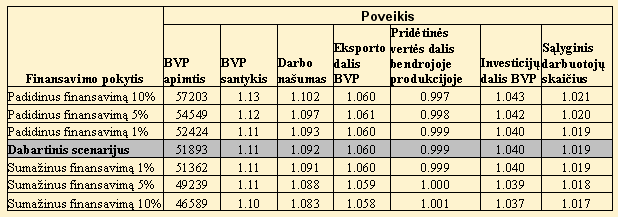 Poveikis
Finansavimo pokytis BVP apimtis BVP santykis Darbo našumas Eksporto dalis BVP Pridėtinės vertės dalis bendrojoje produkcijoje Investicijų dalis BVP Sąlyginis darbuotojų skaičius
Padidinus finansavimą 10% 57203 1.13 1.102 1.060 0.997 1.043 1.021
Padidinus finansavimą 5% 54549 1.12 1.097 1.061 0.998 1.042 1.020
Padidinus finansavimą 1% 52424 1.11 1.093 1.060 0.999 1.040 1.019
Dabartinis scenarijus 51893 1.11 1.092 1.060 0.999 1.040 1.019
Sumažinus finansavimą 1% 51362 1.11 1.091 1.060 0.999 1.040 1.019
Sumažinus finansavimą 5% 49239 1.11 1.088 1.059 1.000 1.039 1.018
Sumažinus finansavimą 10% 46589 1.10 1.083 1.058 1.001 1.037 1.017